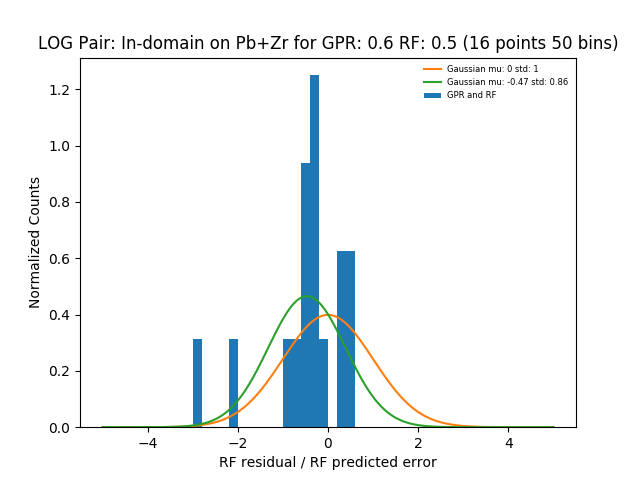 LOG Pair: In-domain on Pb+Zr for GPR: 0.6 RF: 0.5 (16 points 50 bins)
Gaussian mu: 0 std: 1
Gaussian mu: -0.47 std: 0.86
GPR and RF
Normalized Counts
1.2
1.0
0.8
0.6
0.4
0.2
0.0
−4
−2
0
2
4
RF residual / RF predicted error